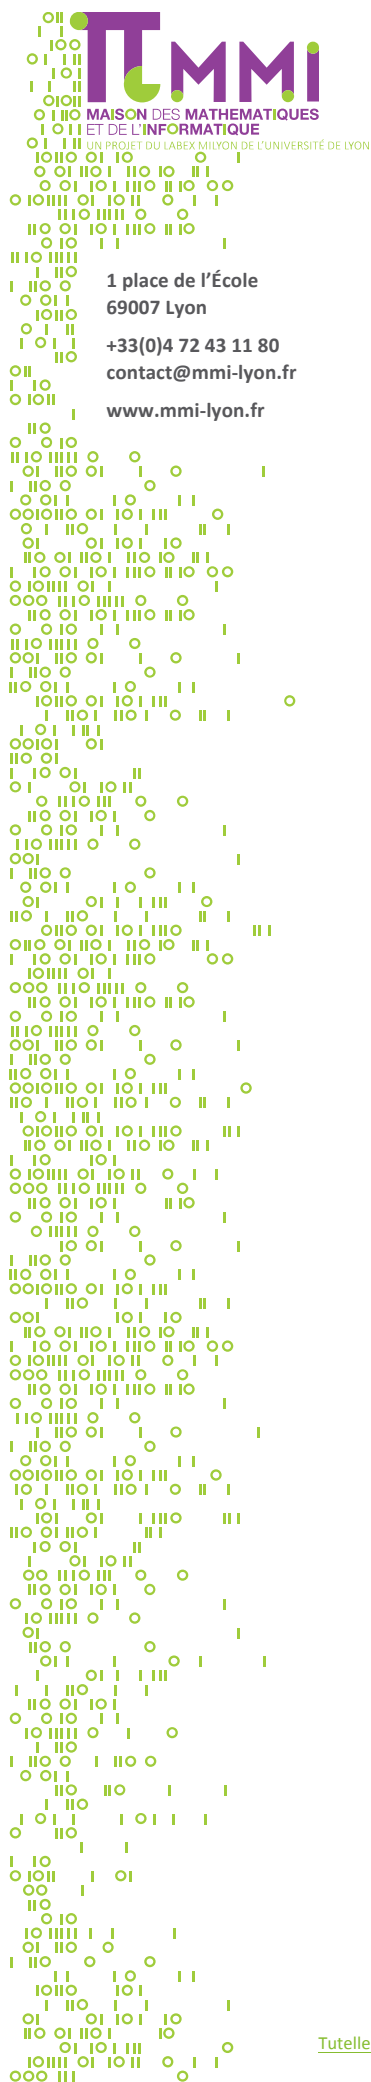 MMI
MAISON DES MATHEMATIQUES
ET DE L'INFORMATIQUE
UN PROJET DU LABEX MILYON DE L'UNIVERSITÉ DE LYON
1 place de l'École
69007 Lyon
+33(0)4 72 43 11 80
contact@mmi-lyon.fr
www.mmi-lyon.fr
Tutelle